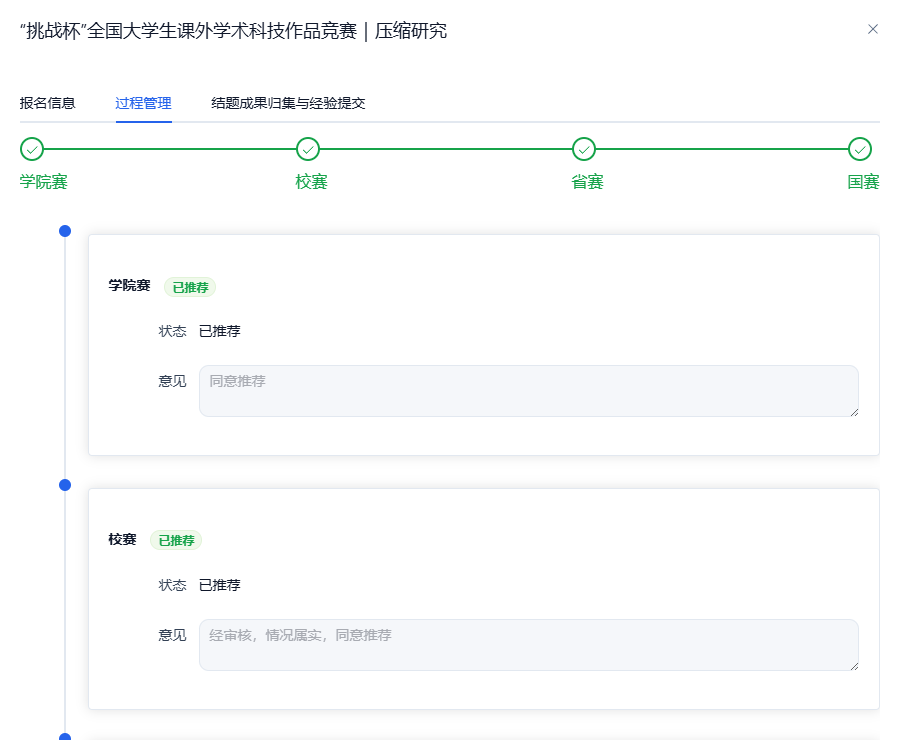 “挑战杯”全国大学生课外学术科技作品竞赛 | 压缩研究
报名信息 过程管理 结题成果归集与经验提交
学院赛 校赛 省赛 国赛
学院赛 已推荐
状态 已推荐
意见 同意推荐
校赛 已推荐
状态 已推荐
意见 经审核，情况属实，同意推荐